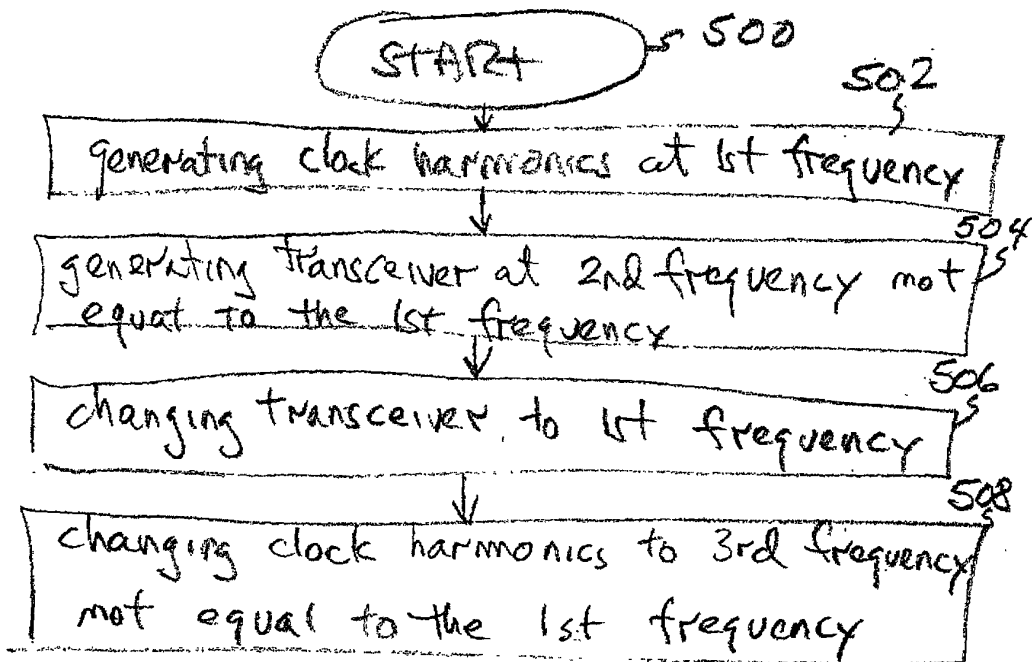 START
500
502
generating clock harmonics at 1st frequency
504
generating transceiver at 2nd frequency not
equal to the 1st frequency
506
changing transceiver to 1st frequency
508
changing clock harmonics to 3rd frequency
not equal to the 1st frequency